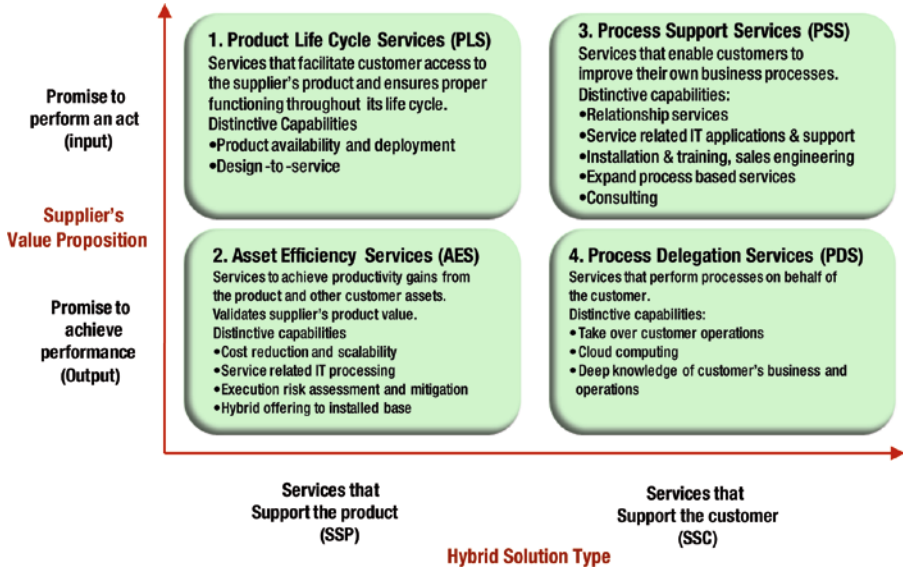 1. Product Life Cycle Services (PLS)
Services that facilitate customer access to
the supplier's product and ensures proper
functioning throughout its life cycle.
Distinctive Capabilities
•Product availability and deployment
•Design -to -service
3. Process Support Services (PSS)
Services that enable customers to
improve their own business processes.
Distinctive capabilities:
•Relationship services
•Service related IT applications & support
•Installation & training, sales engineering
•Expand process based services
•Consulting
Promise to
perform an act
(input)
Supplier's
Value Proposition
2. Asset Efficiency Services (AES)
Services to achieve productivity gains from
the product and other customer assets.
Validates supplier's product value.
Distinctive capabilities
•Cost reduction and scalability
•Service related IT processing
•Execution risk assessment and mitigation
•Hybrid offering to installed base
4. Process Delegation Services (PDS)
Services that perform processes on behalf of
the customer.
Distinctive capabilities:
• Take over customer operations
• Cloud computing
• Deep knowledge of customer's business and
operations
Promise to
achieve
performance
(Output)
Services that
Support the product
(SSP)
Services that
Support the customer
(SSC)
Hybrid Solution Type